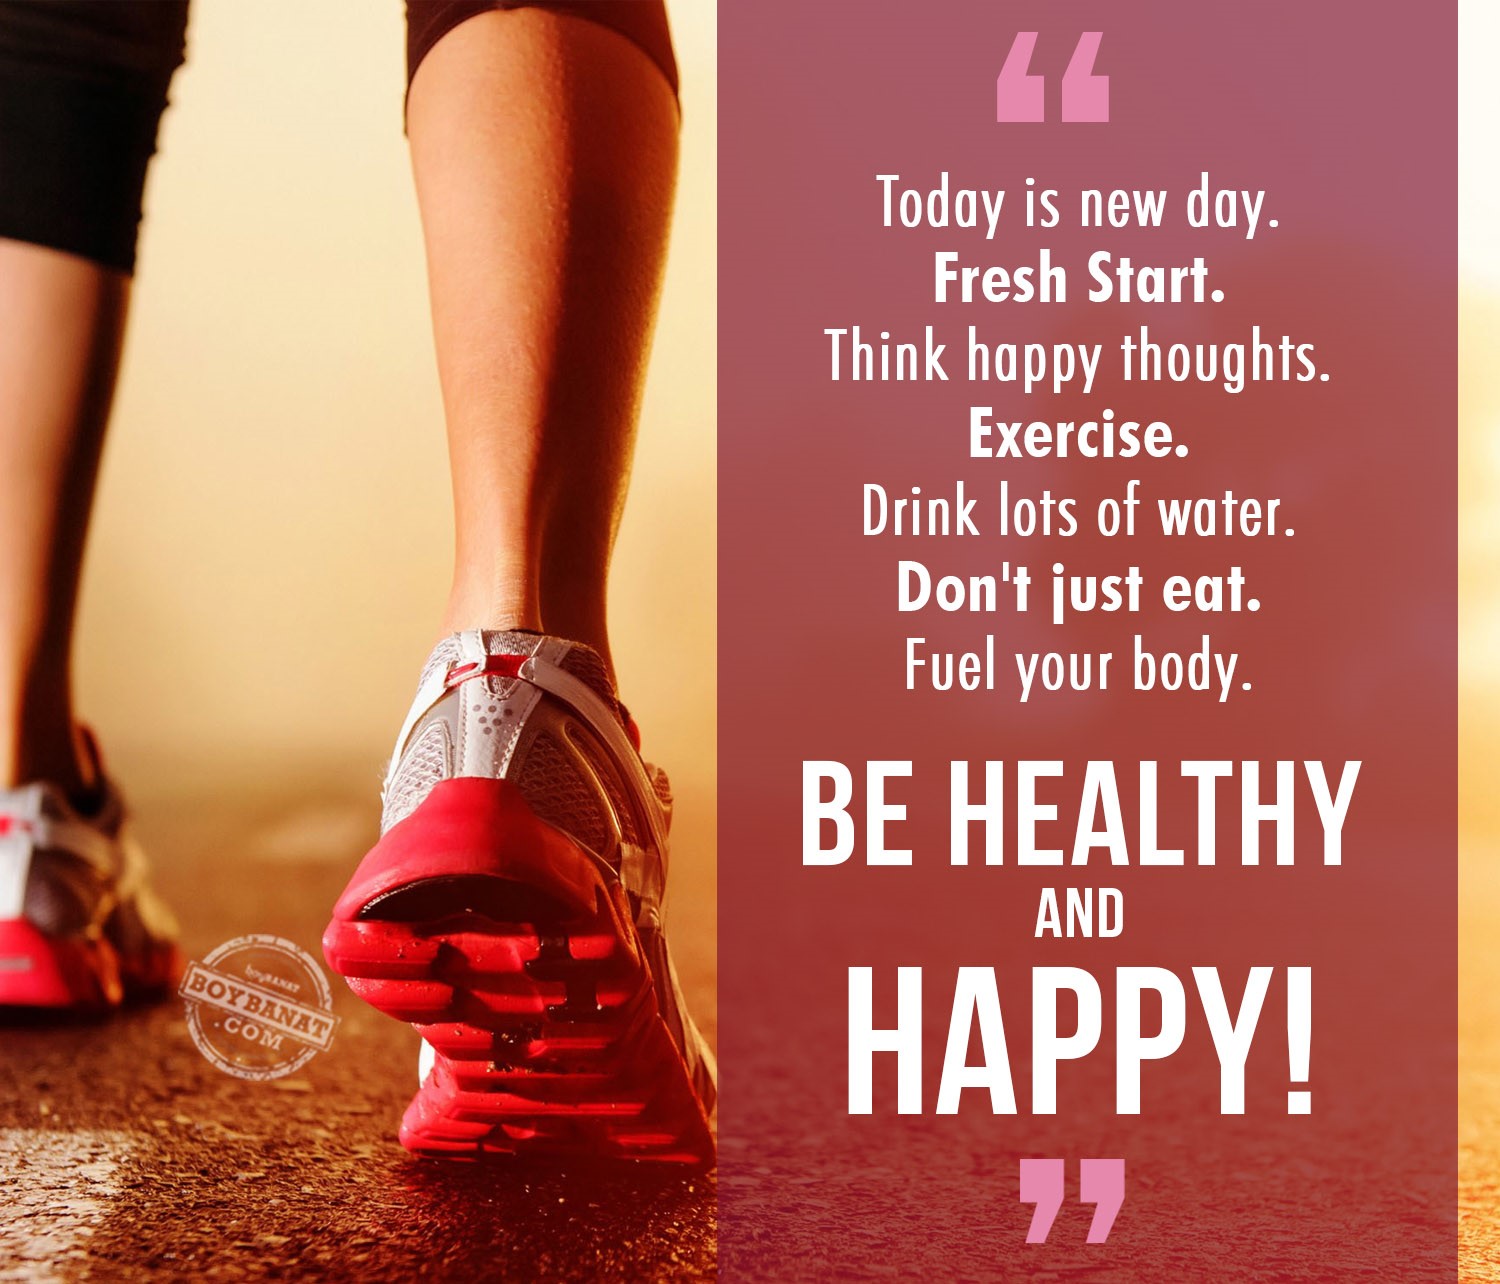 “
Today is new day.
Fresh Start.
Think happy thoughts.
Exercise.
Drink lots of water.
Don't just eat.
Fuel your body.
BE HEALTHY
AND
HAPPY!
”
BOYBANAT
BOYBANAT
.COM